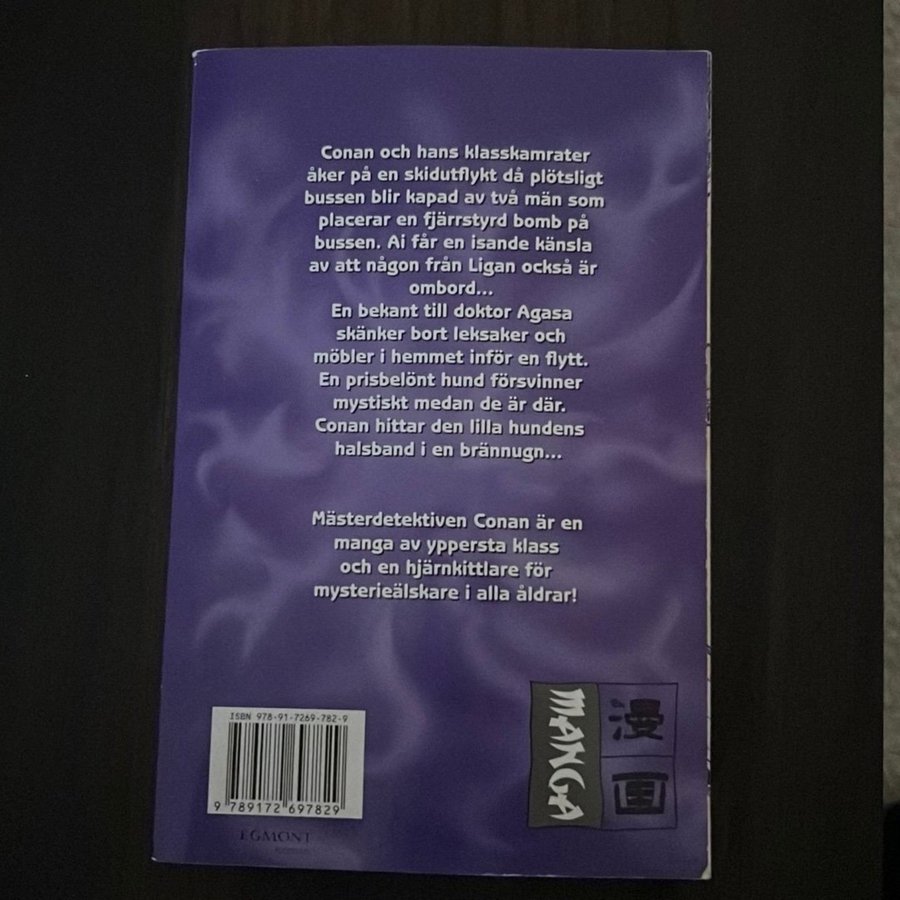 Conan och hans klasskamrater
åker på en skidutflykt då plötsligt
bussen blir kapad av två män som
placerar en fjärrstyrd bomb på
bussen. Ai får en isande känsla
av att någon från Ligan också är
ombord...
En bekant till doktor Agasa
skänker bort leksaker och
möbler i hemmet inför en flytt.
En prisbelönt hund försvinner
mystiskt medan de är där.
Conan hittar den lilla hundens
halsband i en brännugn...
Mästerdetektiven Conan är en
manga av yppersta klass
och en hjärnkittlare för
mysterieälskare i alla åldrar!
ISBN 978-91-7269-782-9
9 789172 697829
EGMONT
MANGA
漫画